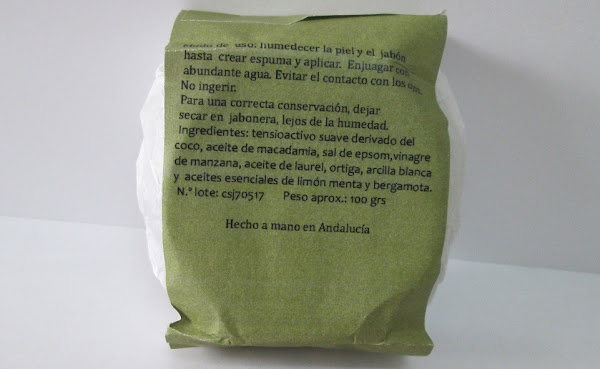 de uso: humedecer la piel y el jabón
hasta crear espuma y aplicar. Enjuagar con
abundante agua. Evitar el contacto con los ojos.
No ingerir.
Para una correcta conservación, dejar
secar en jabonera, lejos de la humedad.
Ingredientes: tensioactivo suave derivado del
coco, aceite de macadamia, sal de epsom,vinagre
de manzana, aceite de laurel, ortiga, arcilla blanca
y aceites esenciales de limón menta y bergamota.
N.º lote: csj70517 Peso aprox.: 100 grs
Hecho a mano en Andalucía